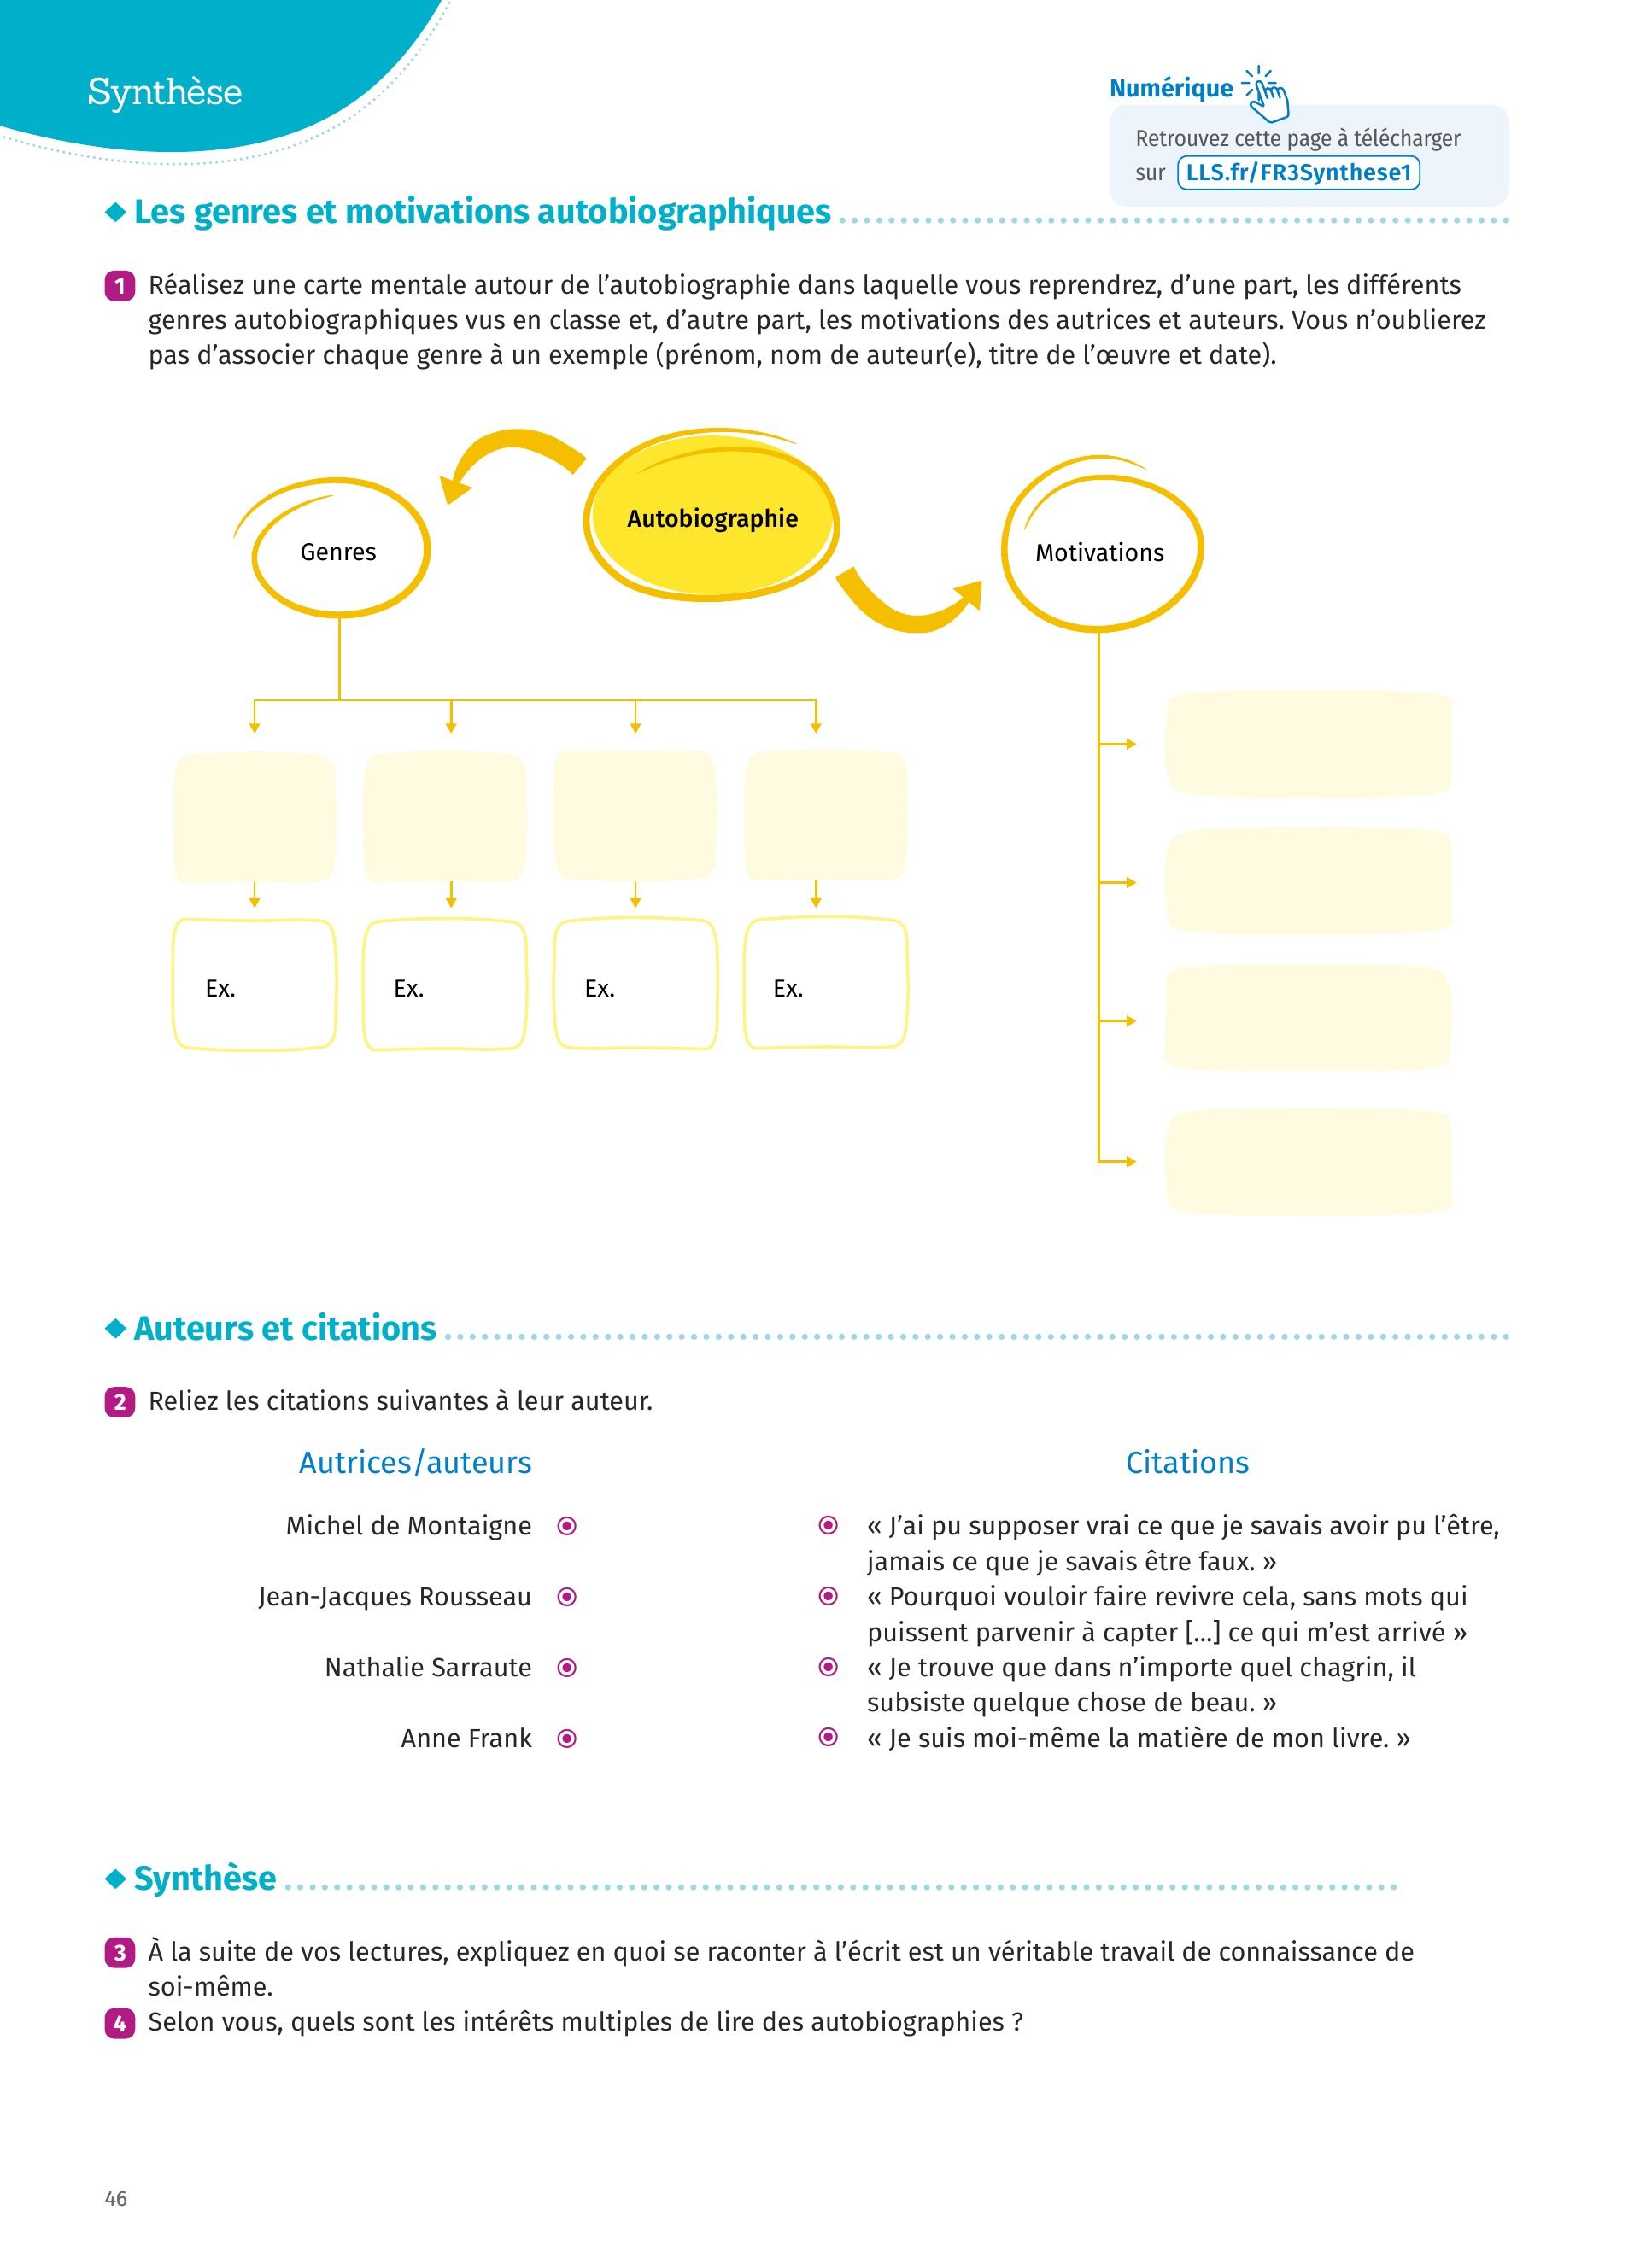 Synthèse
Numérique
Retrouvez cette page à télécharger
sur LLS.fr/FR3Synthese1
Les genres et motivations autobiographiques
1 Réalisez une carte mentale autour de l’autobiographie dans laquelle vous reprendrez, d’une part, les différents
genres autobiographiques vus en classe et, d’autre part, les motivations des autrices et auteurs. Vous n’oublierez
pas d’associer chaque genre à un exemple (prénom, nom de auteur(e), titre de l’œuvre et date).
Autobiographie
Genres
Motivations
Ex.
Ex.
Ex.
Ex.
Auteurs et citations
2 Reliez les citations suivantes à leur auteur.
Autrices/auteurs
Citations
Michel de Montaigne
« J’ai pu supposer vrai ce que je savais avoir pu l’être,
jamais ce que je savais être faux. »
Jean-Jacques Rousseau
« Pourquoi vouloir faire revivre cela, sans mots qui
puissent parvenir à capter [...] ce qui m’est arrivé »
Nathalie Sarraute
« Je trouve que dans n’importe quel chagrin, il
subsiste quelque chose de beau. »
Anne Frank
« Je suis moi-même la matière de mon livre. »
Synthèse
3 À la suite de vos lectures, expliquez en quoi se raconter à l’écrit est un véritable travail de connaissance de
soi-même.
4 Selon vous, quels sont les intérêts multiples de lire des autobiographies ?
46